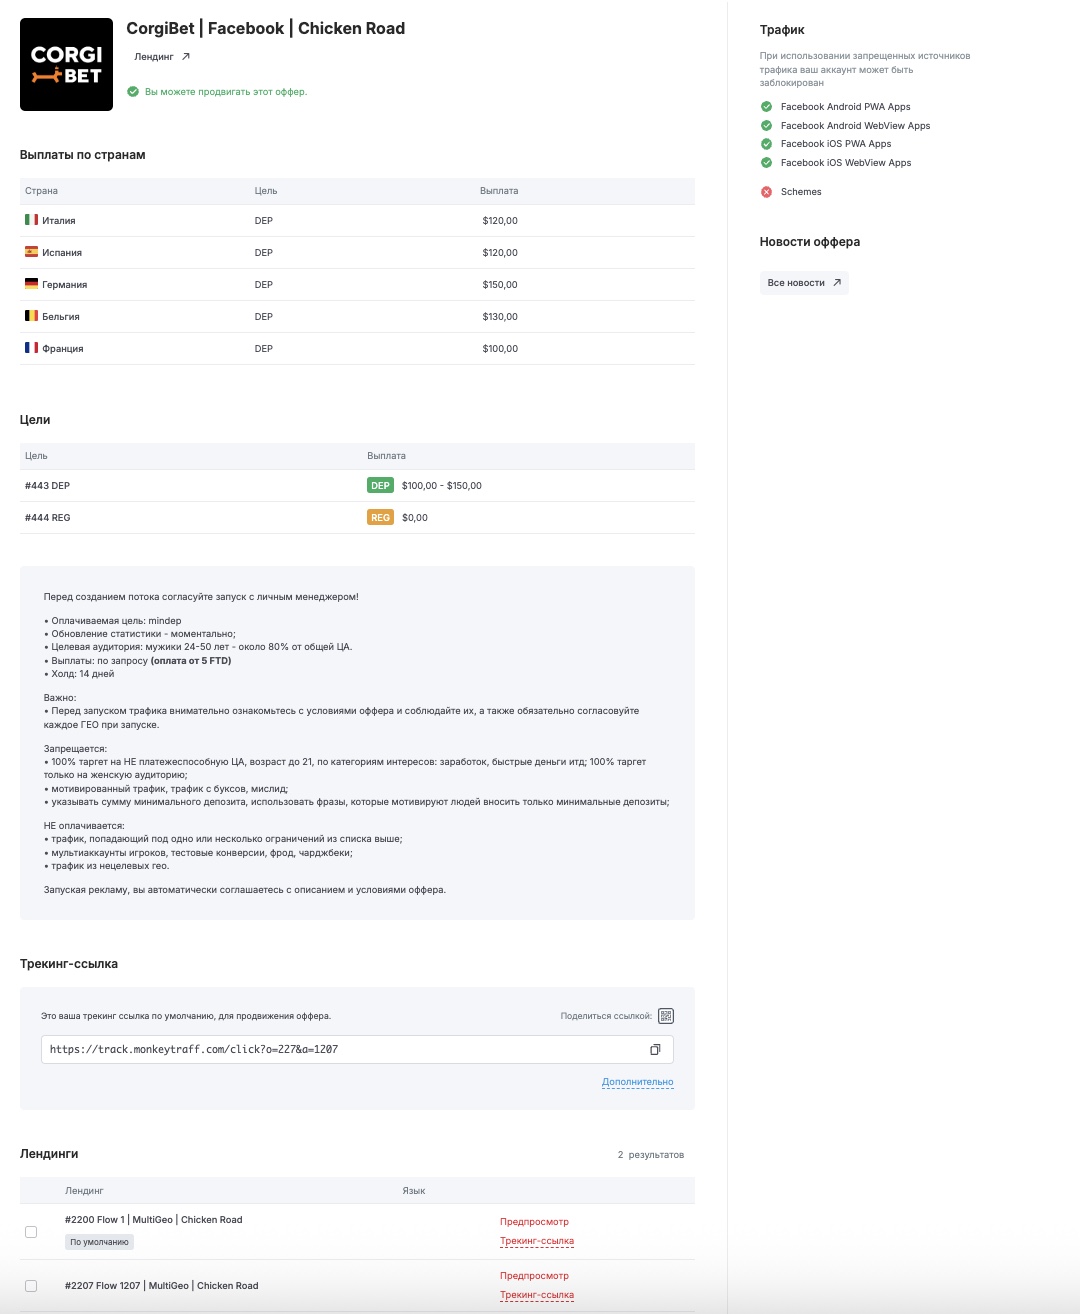 CORGI
BET
CorgiBet | Facebook | Chicken Road
Лендинг
Вы можете продвигать этот оффер.
Выплаты по странам
Страна Цель Выплата
Италия DEP $120,00
Испания DEP $120,00
Германия DEP $150,00
Бельгия DEP $130,00
Франция DEP $100,00
Цели
Цель Выплата
#443 DEP DEP $100,00 - $150,00
#444 REG REG $0,00
Перед созданием потока согласуйте запуск с личным менеджером!
• Оплачиваемая цель: mindep
• Обновление статистики - моментально;
• Целевая аудитория: мужики 24-50 лет - около 80% от общей ЦА.
• Выплаты: по запросу (оплата от 5 FTD)
• Холд: 14 дней
Важно:
• Перед запуском трафика внимательно ознакомьтесь с условиями оффера и соблюдайте их, а также обязательно согласовуйте
каждое ГЕО при запуске.
Запрещается:
• 100% таргет на НЕ платежеспособную ЦА, возраст до 21, по категориям интересов: заработок, быстрые деньги итд; 100% таргет
только на женскую аудиторию;
• мотивированный трафик, трафик с буксов, мислид;
• указывать сумму минимального депозита, использовать фразы, которые мотивируют людей вносить только минимальные депозиты;
НЕ оплачивается:
• трафик, попадающий под одно или несколько ограничений из списка выше;
• мультиаккаунты игроков, тестовые конверсии, фрод, чарджбеки;
• трафик из нецелевых гео.
Запуская рекламу, вы автоматически соглашаетесь с описанием и условиями оффера.
Трекинг-ссылка
Это ваша трекинг ссылка по умолчанию, для продвижения оффера. Поделиться ссылкой:
https://track.monkeytraff.com/click?o=227&a=1207
Дополнительно
Лендинги 2 результатов
Лендинг Язык
#2200 Flow 1 | MultiGeo | Chicken Road
По умолчанию
Предпросмотр
Трекинг-ссылка
#2207 Flow 1207 | MultiGeo | Chicken Road
Предпросмотр
Трекинг-ссылка
Трафик
При использовании запрещенных источников
трафика ваш аккаунт может быть
заблокирован
Facebook Android PWA Apps
Facebook Android WebView Apps
Facebook iOS PWA Apps
Facebook iOS WebView Apps
Schemes
Новости оффера
Все новости